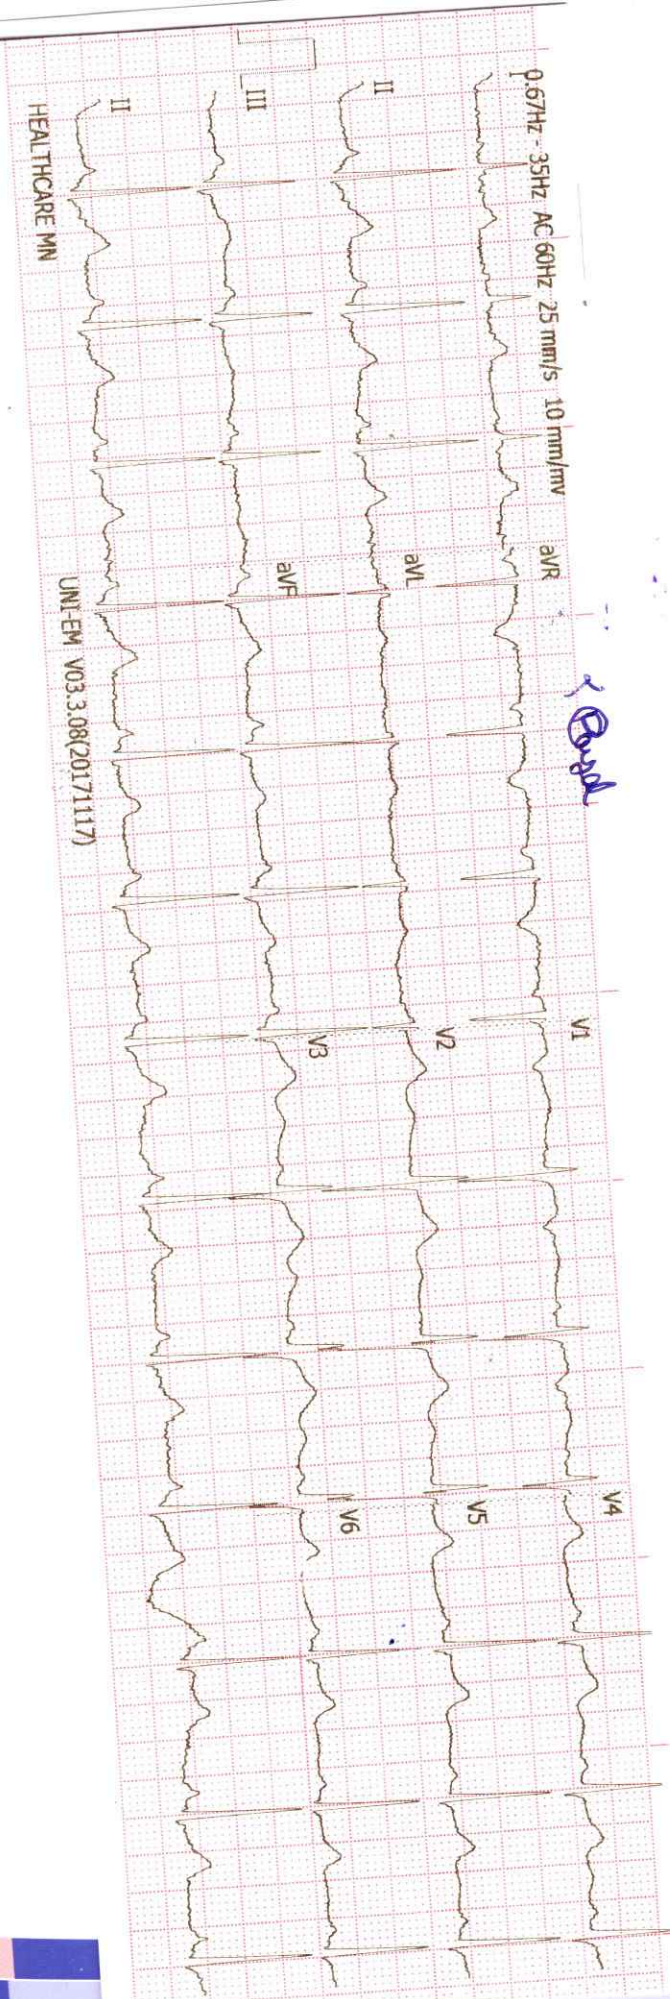 0.67Hz - 35Hz AC 60Hz 25 mm/s 10 mm/mv
I aVR V1 V4
II aVL V2 V5
III aVF V3 V6
II
HEALTHCARE MN UNI-EM V03.3.08(20171117)